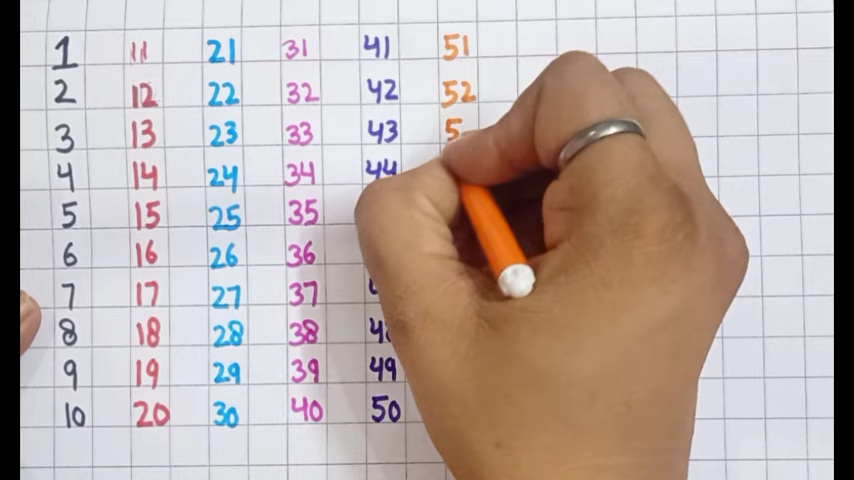 1 11 21 31 41 51
2 12 22 32 42 52
3 13 23 33 43 5
4 14 24 34 44
5 15 25 35
6 16 26 36
7 17 27 37
8 18 28 38
9 19 29 39 49
10 20 30 40 50